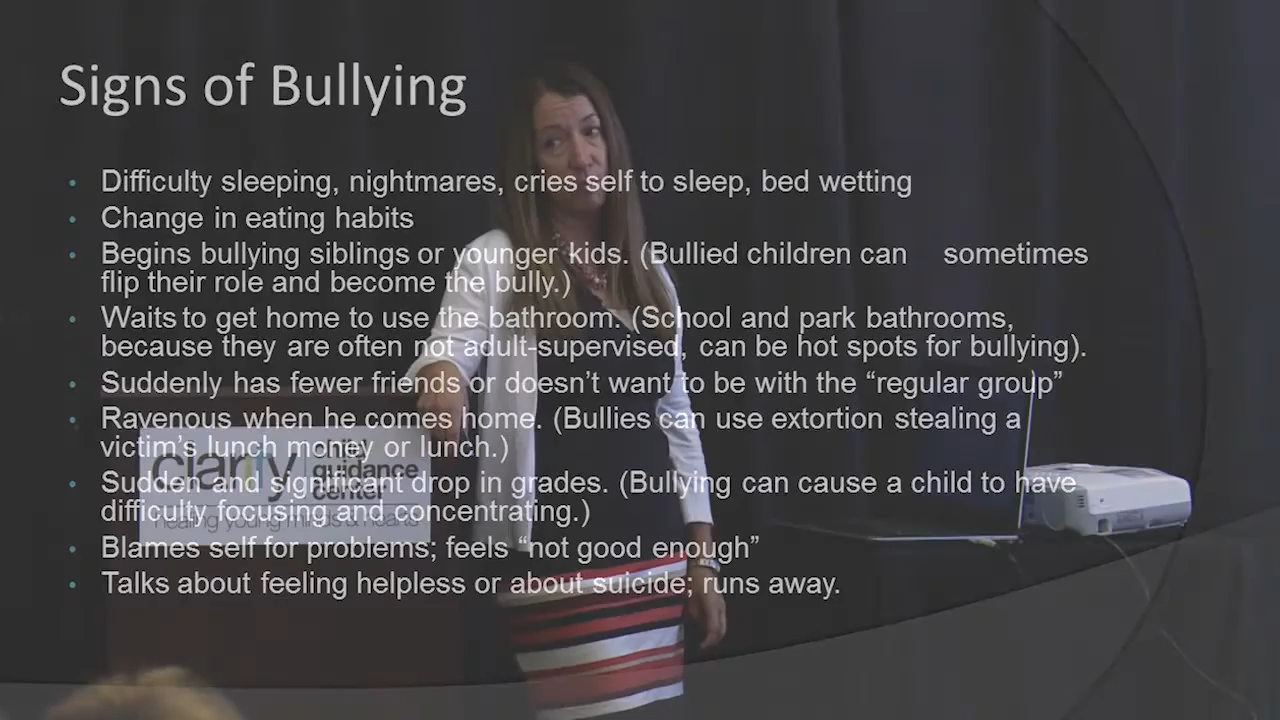 Signs of Bullying
• Difficulty sleeping, nightmares, cries self to sleep, bed wetting
• Change in eating habits
• Begins bullying siblings or younger kids. (Bullied children can sometimes
flip their role and become the bully.)
• Waits to get home to use the bathroom. (School and park bathrooms,
because they are often not adult-supervised, can be hot spots for bullying).
• Suddenly has fewer friends or doesn’t want to be with the “regular group”
• Ravenous when he comes home. (Bullies can use extortion stealing a
victim’s lunch money or lunch.)
• Sudden and significant drop in grades. (Bullying can cause a child to have
difficulty focusing and concentrating.)
• Blames self for problems; feels “not good enough”
• Talks about feeling helpless or about suicide; runs away.
clarity
child
guidance
center
healing young minds & hearts